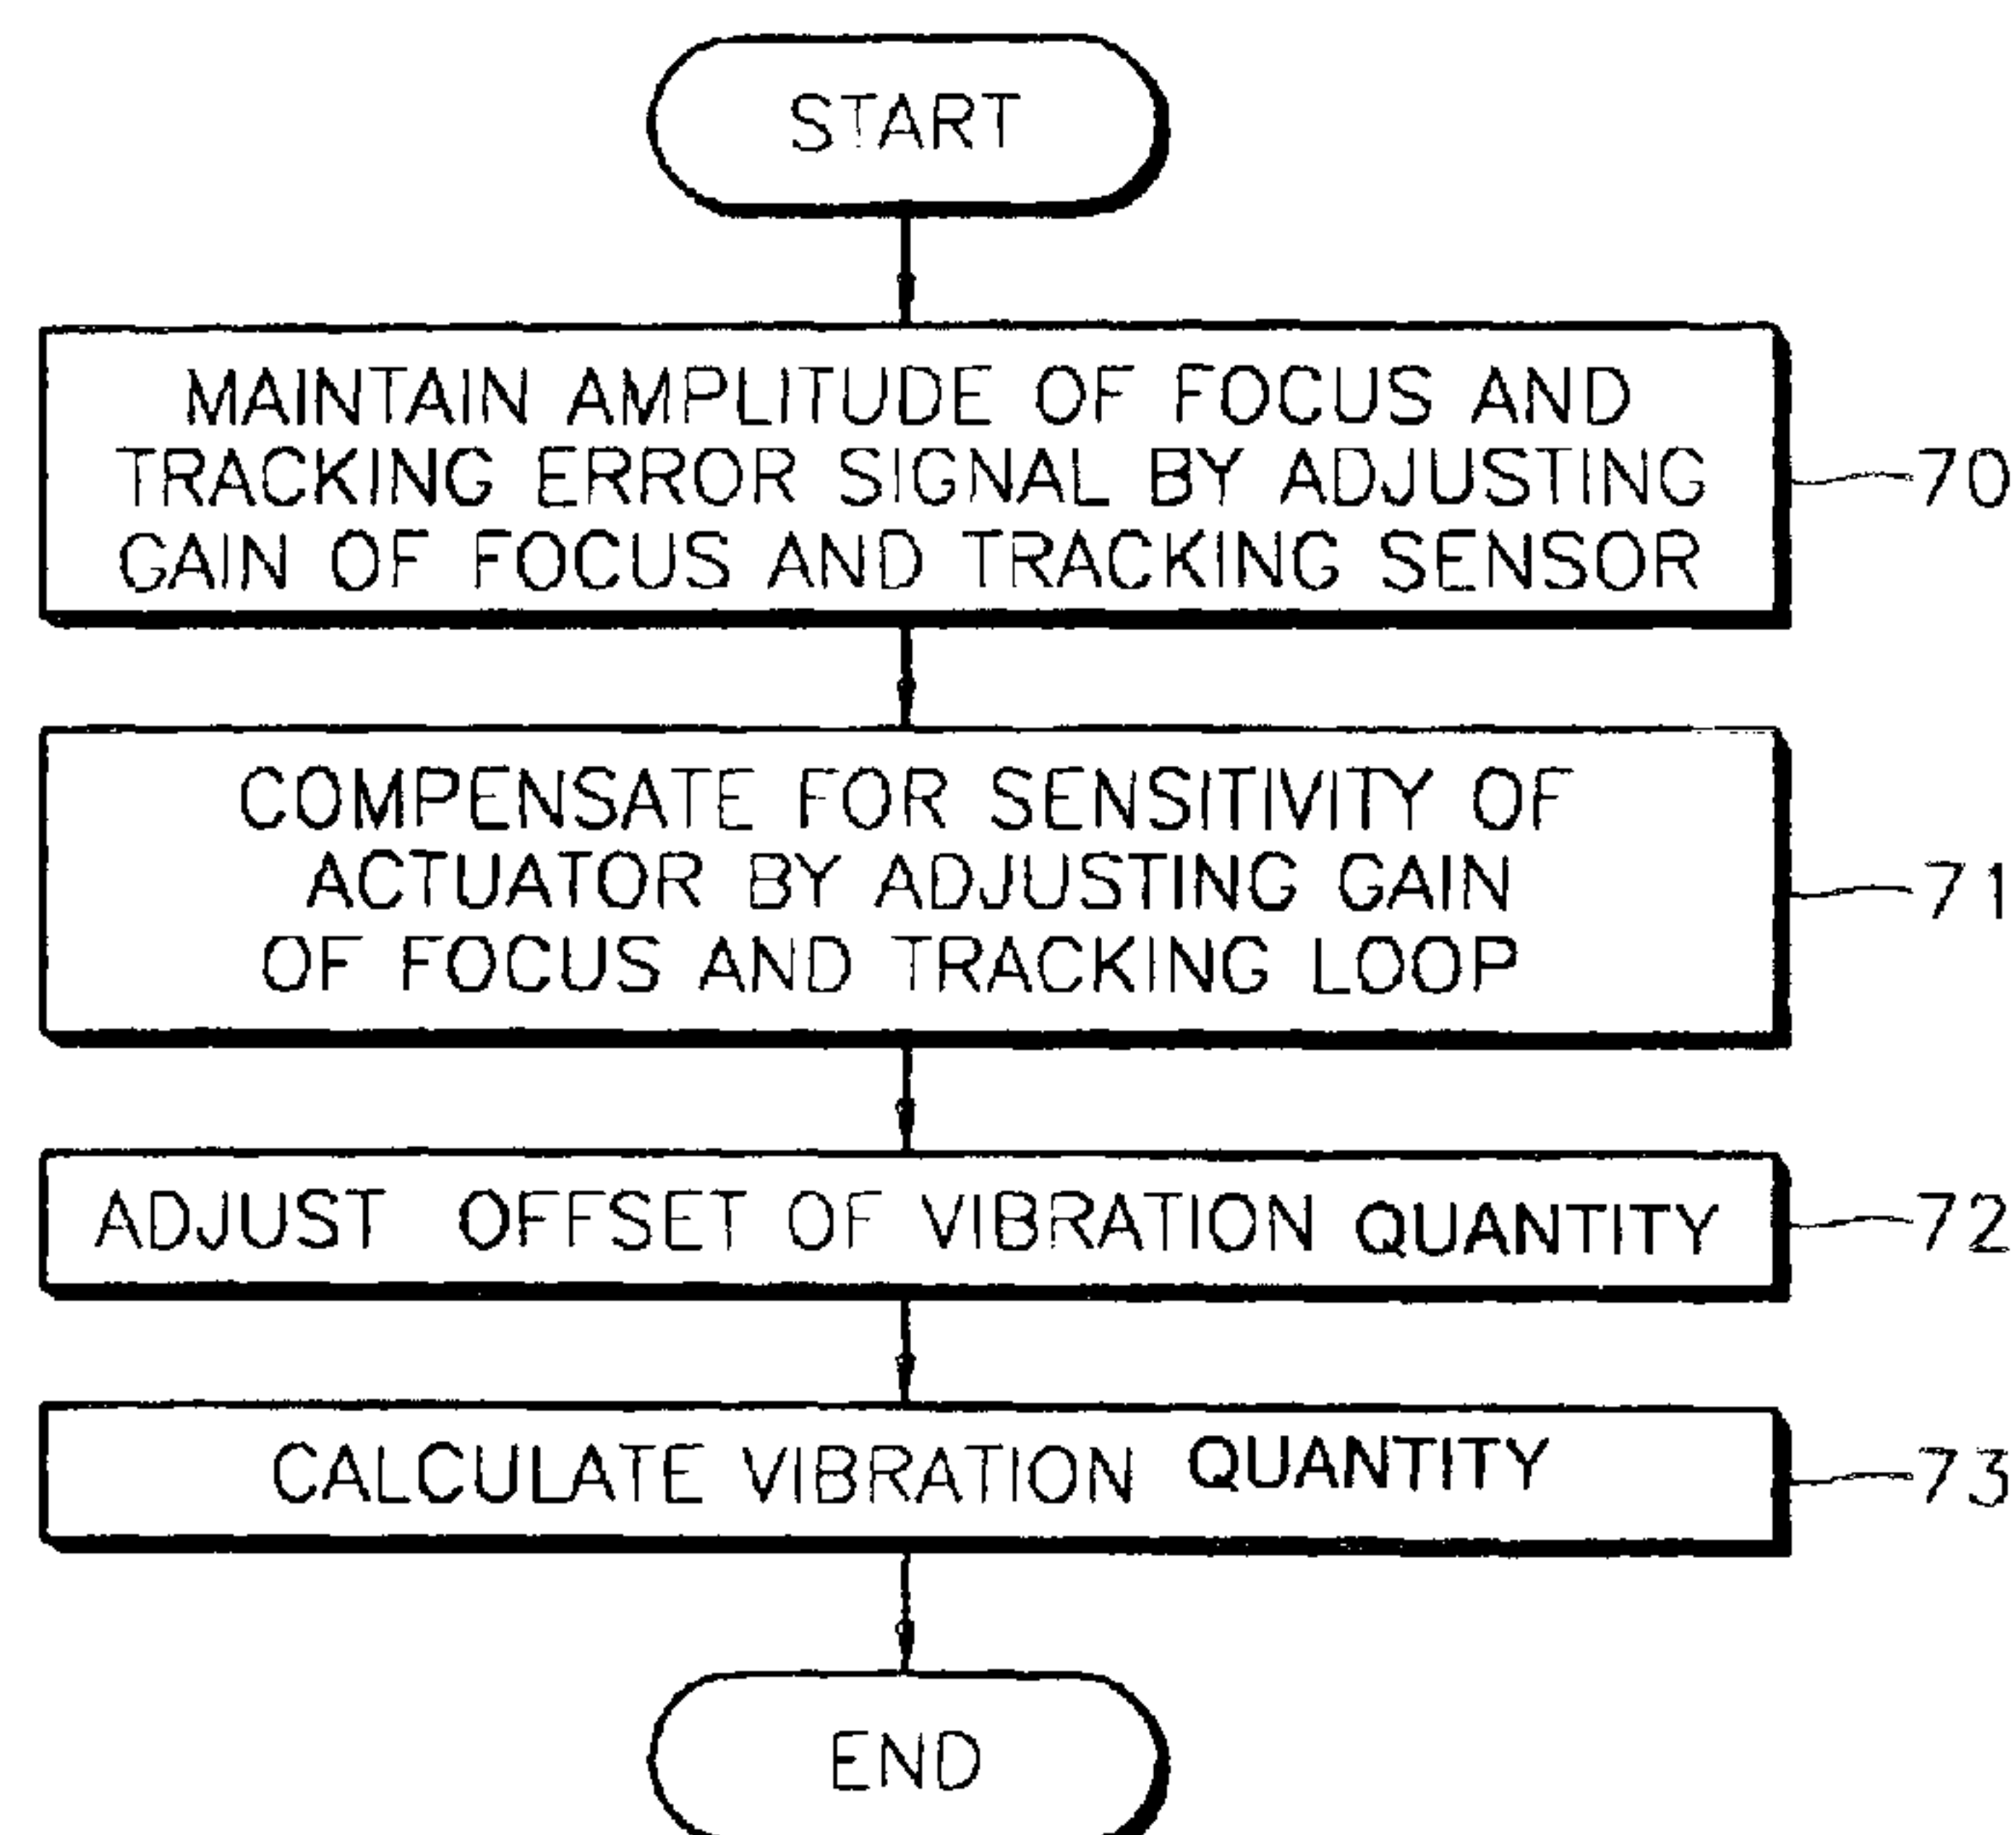 START
MAINTAIN AMPLITUDE OF FOCUS AND
TRACKING ERROR SIGNAL BY ADJUSTING
GAIN OF FOCUS AND TRACKING SENSOR
70
COMPENSATE FOR SENSITIVITY OF
ACTUATOR BY ADJUSTING GAIN
OF FOCUS AND TRACKING LOOP
71
ADJUST OFFSET OF VIBRATION QUANTITY
72
CALCULATE VIBRATION QUANTITY
73
END